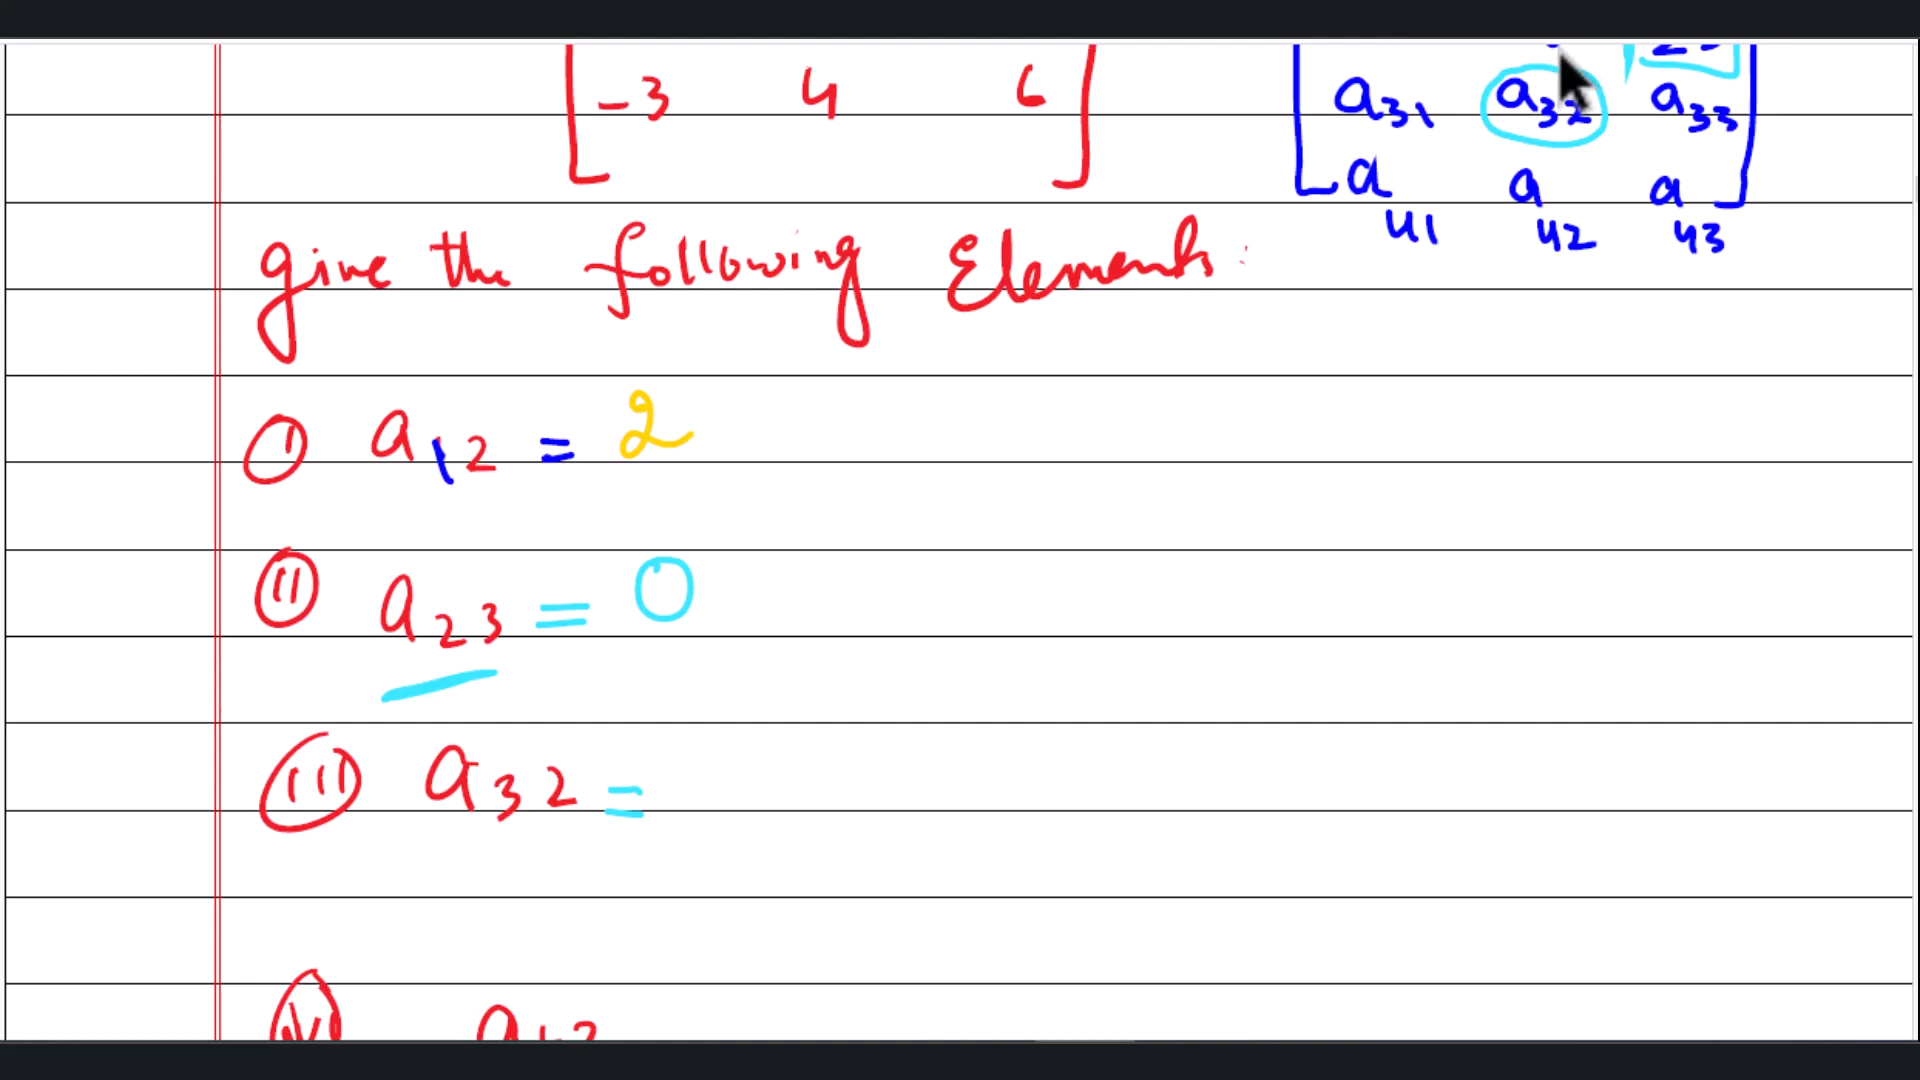 -3 4 6
a31 a32 a33
a41 a42 a43
give the following Elements:
(i) a12 = 2
(ii) a23 = 0
(iii) a32 =